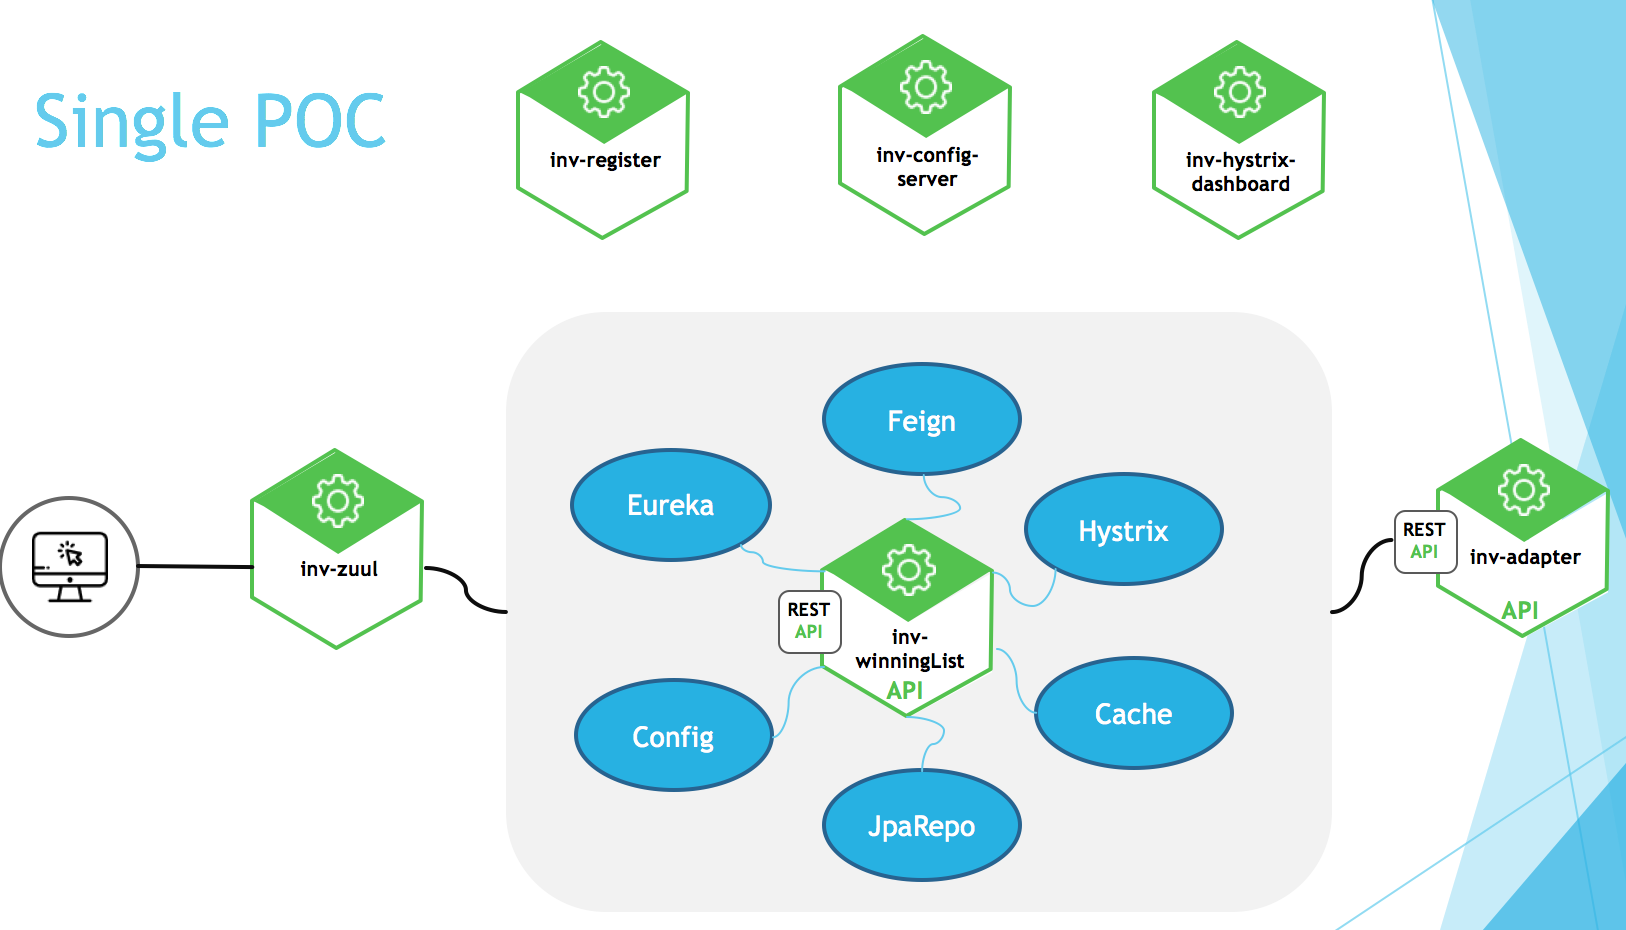 Single POC
inv-register
inv-config-
server
inv-hystrix-
dashboard
Feign
Eureka
Hystrix
inv-zuul
REST
API
inv-adapter
API
REST
API
inv-
winningList
API
Config
Cache
JpaRepo